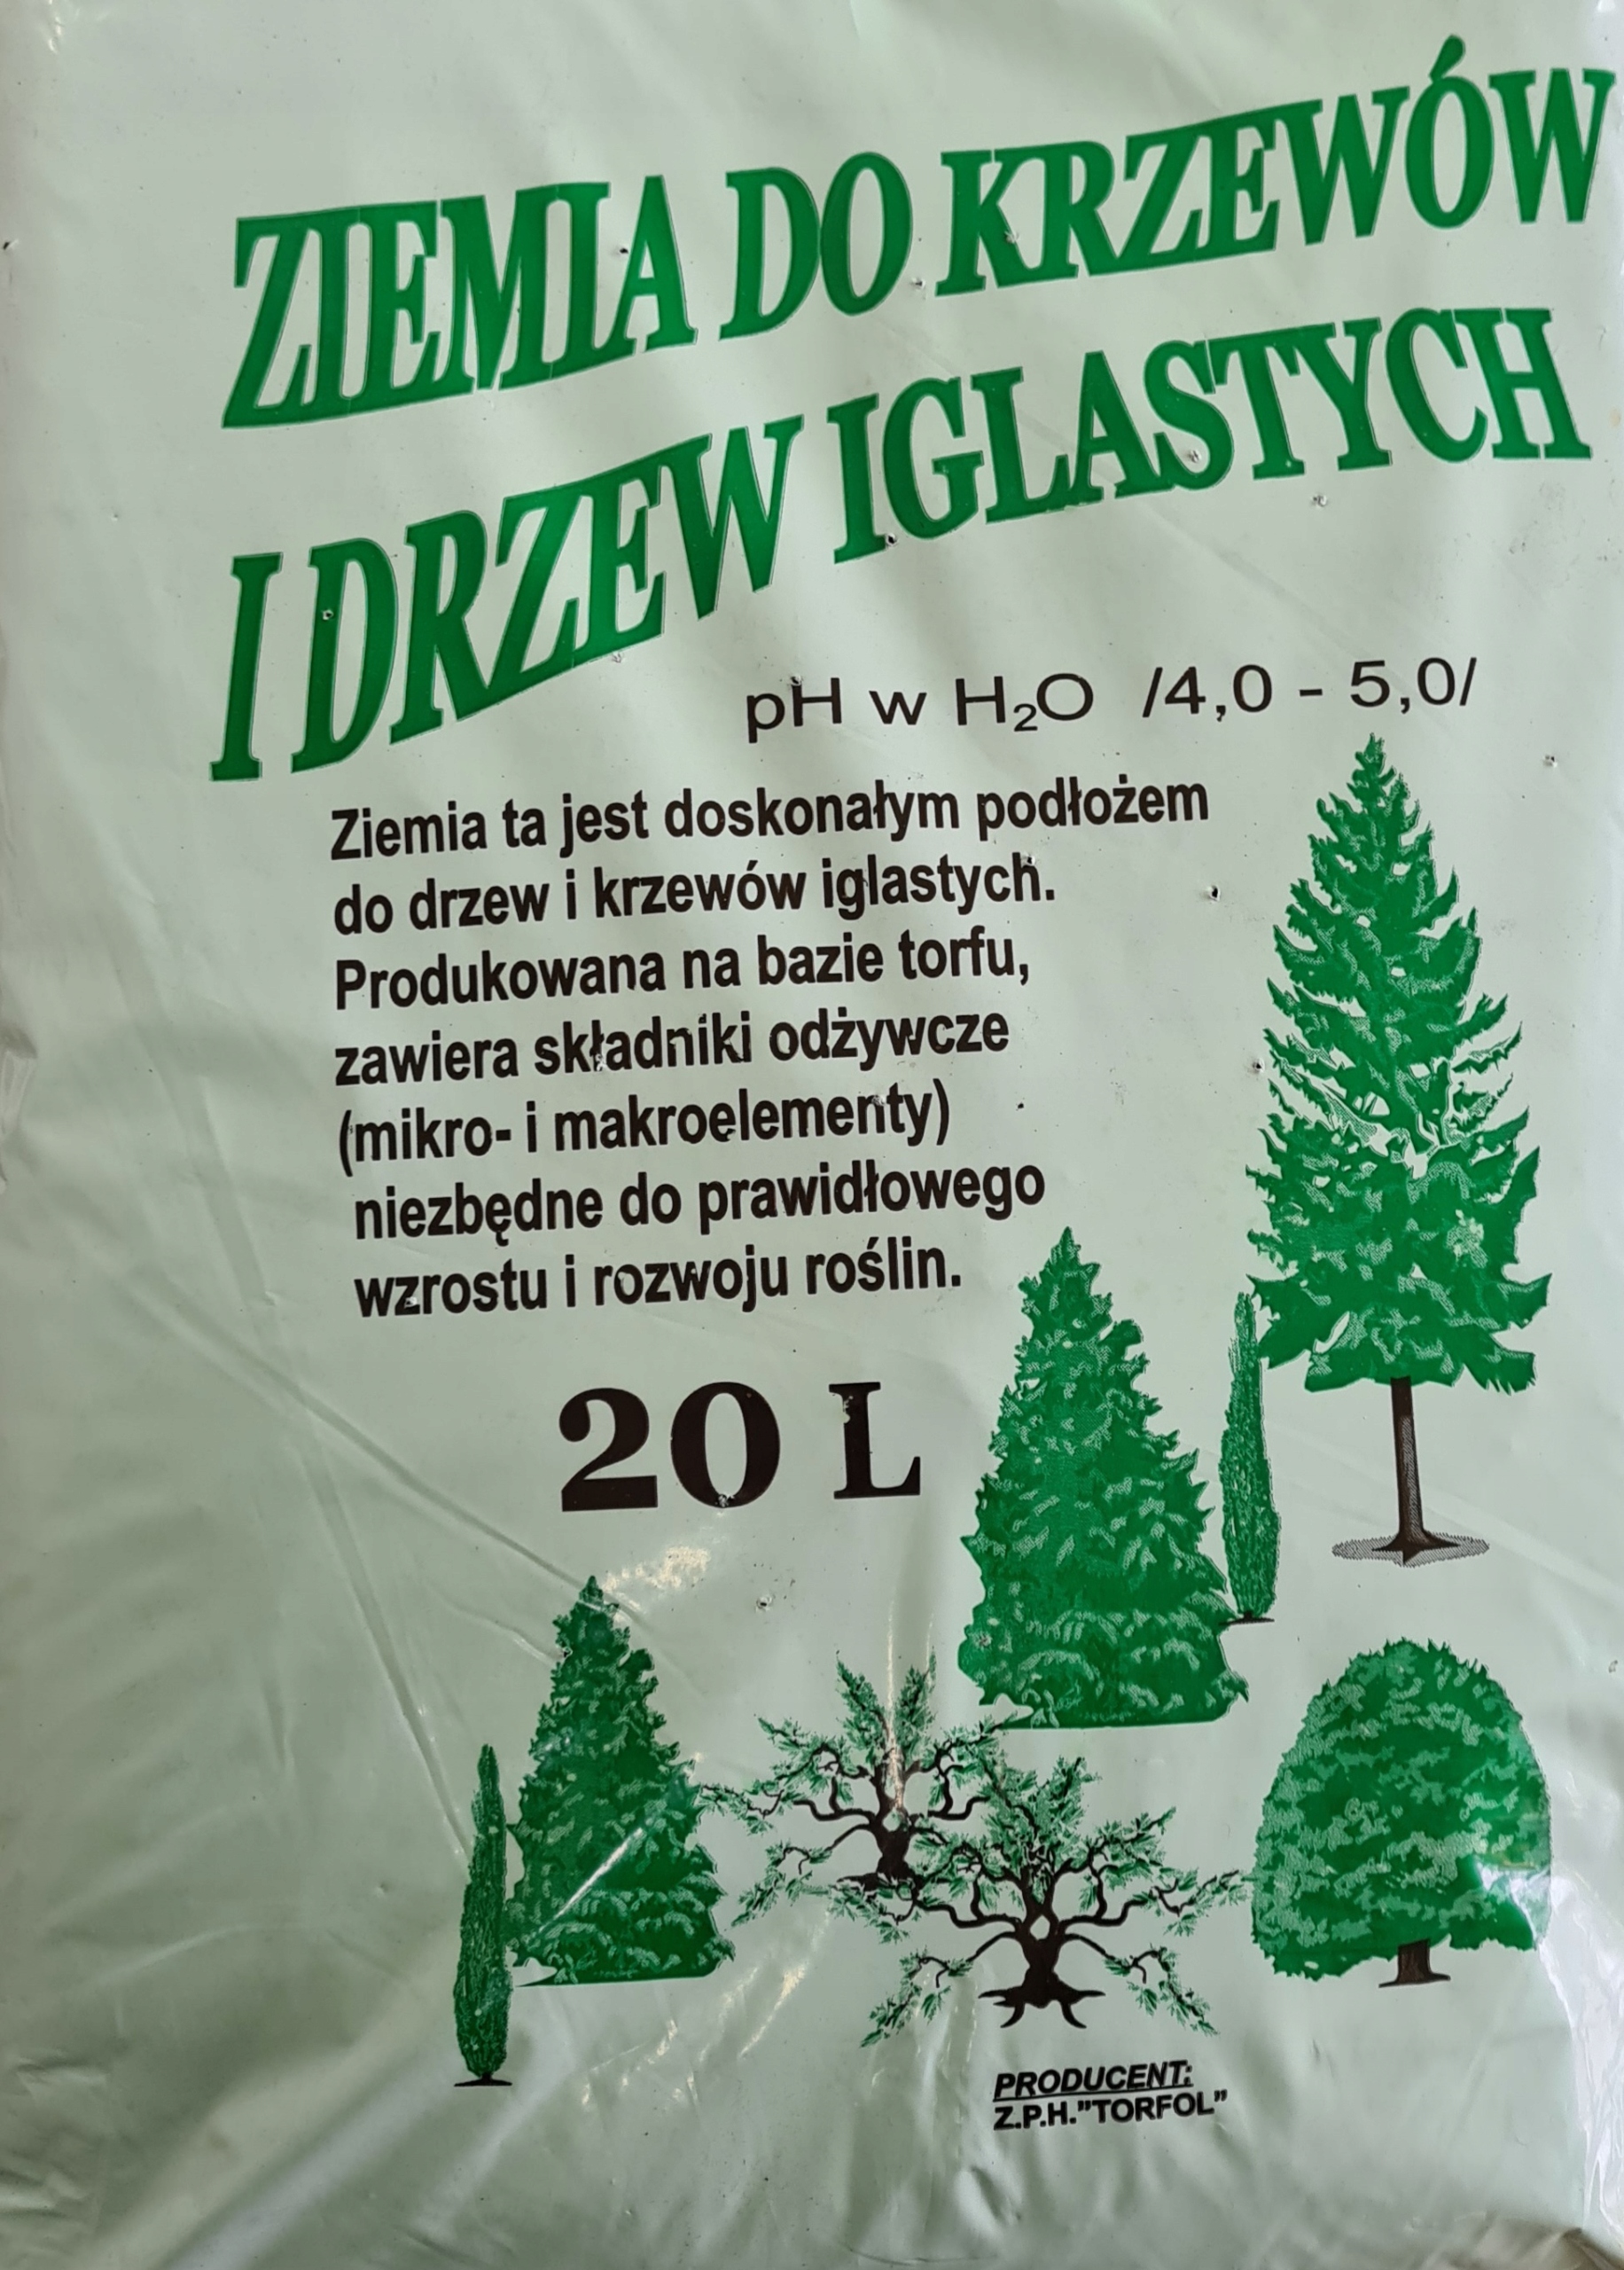 ZIEMIA DO KRZEWÓW
I DRZEW IGLASTYCH
pH w H₂O /4,0 - 5,0/
Ziemia ta jest doskonałym podłożem
do drzew i krzewów iglastych.
Produkowana na bazie torfu,
zawiera składniki odżywcze
(mikro- i makroelementy)
niezbędne do prawidłowego
wzrostu i rozwoju roślin.
20 L
PRODUCENT:
Z.P.H."TORFOL"